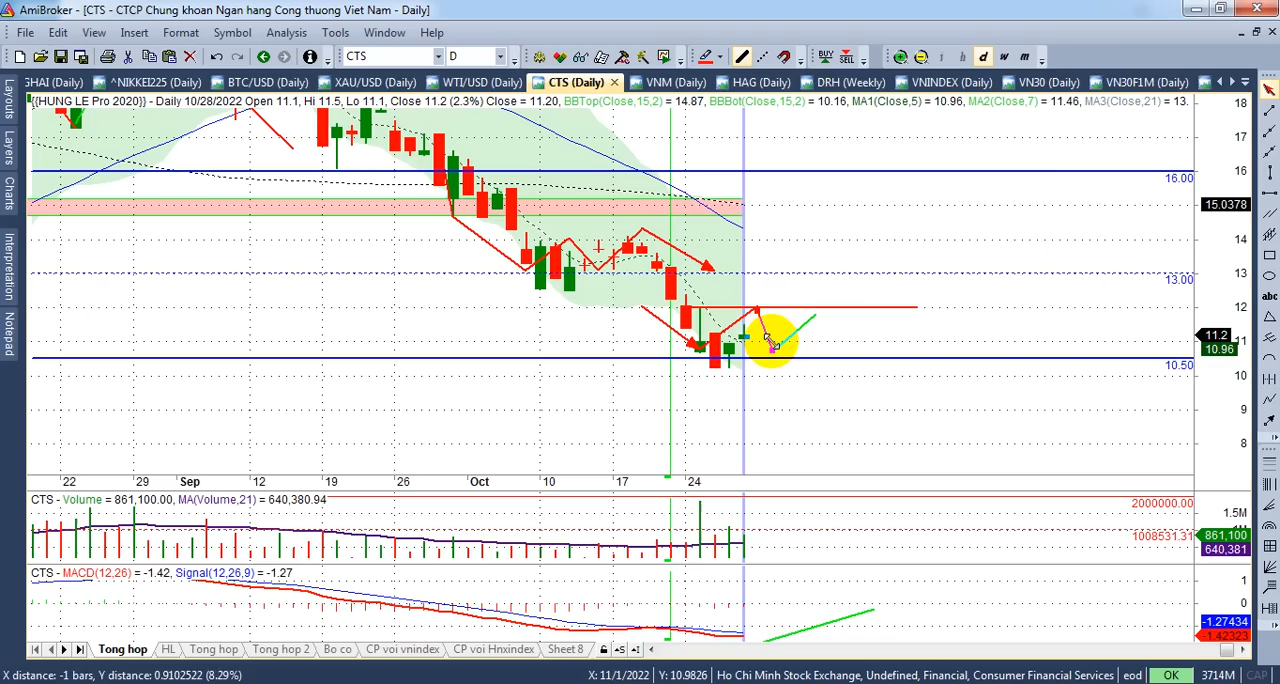 AmiBroker - [CTS - CTCP Chung khoan Ngan hang Cong thuong Viet Nam - Daily]
File Edit View Insert Format Symbol Analysis Tools Window Help
CTS D i d w m BUY SELL
HAI (Daily) ^NIKKEI225 (Daily) BTC/USD (Daily) XAU/USD (Daily) WTI/USD (Daily) CTS (Daily) VNM (Daily) HAG (Daily) DRH (Weekly) VNINDEX (Daily) VN30 (Daily) VN30F1M (Daily)
{{HUNG LE Pro 2020}} - Daily 10/28/2022 Open 11.1, Hi 11.5, Lo 11.1, Close 11.2 (2.3%) Close = 11.20, BBTop(Close,15,2) = 14.87, BBBot(Close,15,2) = 10.16, MA1(Close,5) = 10.96, MA2(Close,7) = 11.46, MA3(Close,21) = 13.
Layouts
Layers
Charts
Interpretation
Notepad
18
17
16
16.00
15.0378
14
13
13.00
12
11.2
11
10.96
10.50
10
9
8
abc
22 29 Sep 12 19 26 Oct 10 17 24
CTS - Volume = 861,100.00, MA(Volume,21) = 640,380.94
2000000.00
1.5M
1008531.31
861,100
640,381
CTS - MACD(12,26) = -1.42, Signal(12,26,9) = -1.27
1
0
-1.27434
-1.42323
Tong hop HL Tong hop Tong hop 2 Bo co CP voi vnindex CP voi Hnxindex Sheet 8
X distance: -1 bars, Y distance: 0.9102522 (8.29%) X: 11/1/2022 Y: 10.9826 Ho Chi Minh Stock Exchange, Undefined, Financial, Consumer Financial Services eod OK 3714M CAP